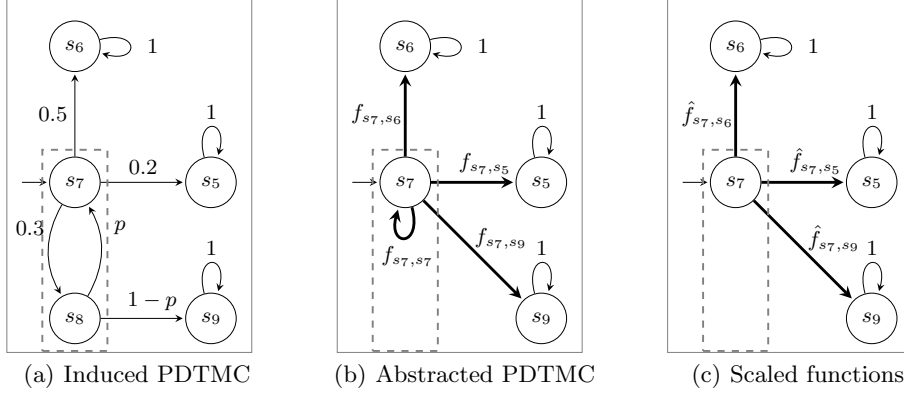 s6 1
0.5
1
s7 0.2 s5
0.3 p
1
s8 1 − p s9
(a) Induced PDTMC
s6 1
f_{s7,s6}
1
s7 f_{s7,s5} s5
f_{s7,s7} f_{s7,s9}
1
s9
(b) Abstracted PDTMC
s6 1
f̂_{s7,s6}
1
s7 f̂_{s7,s5} s5
f̂_{s7,s9}
1
s9
(c) Scaled functions